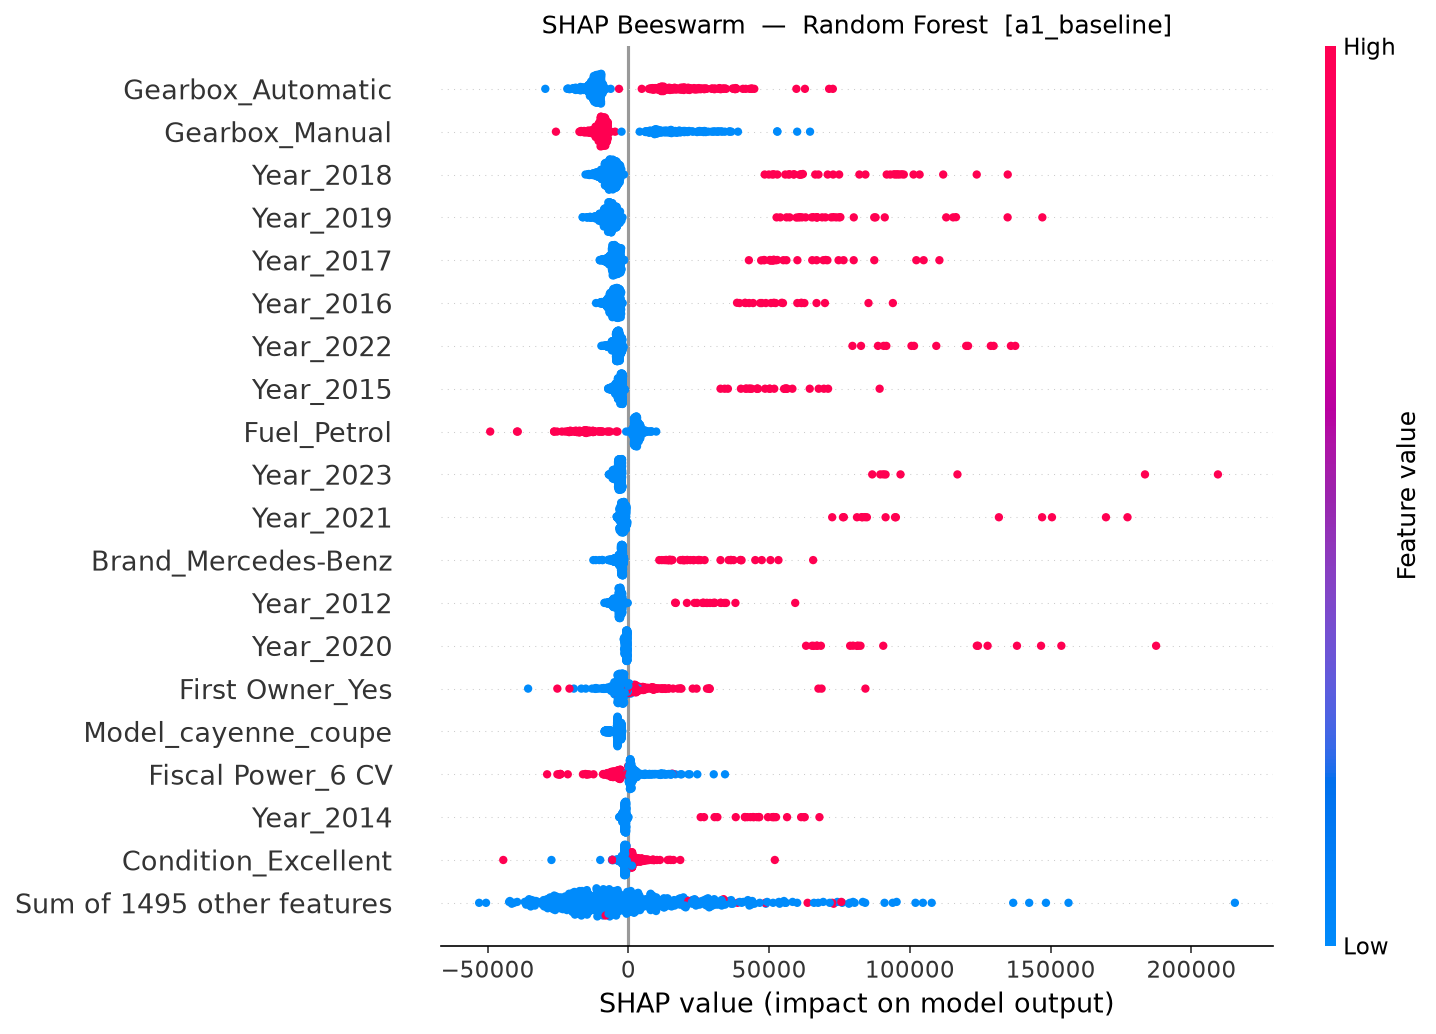 SHAP Beeswarm — Random Forest [a1_baseline]
High
Gearbox_Automatic
Gearbox_Manual
Year_2018
Year_2019
Year_2017
Year_2016
Year_2022
Year_2015
Fuel_Petrol
Year_2023
Year_2021
Brand_Mercedes-Benz
Year_2012
Year_2020
First Owner_Yes
Model_cayenne_coupe
Fiscal Power_6 CV
Year_2014
Condition_Excellent
Sum of 1495 other features
Feature value
Low
−50000 0 50000 100000 150000 200000
SHAP value (impact on model output)